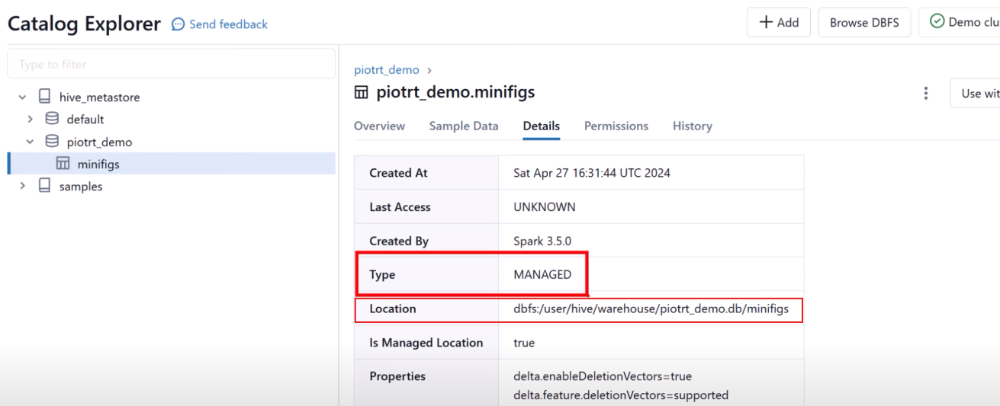 Catalog Explorer Send feedback
Add Browse DBFS Demo clu
Type to filter
hive_metastore
default
piotrt_demo
minifigs
samples
piotrt_demo
piotrt_demo.minifigs
Use wit
Overview Sample Data Details Permissions History
Created At Sat Apr 27 16:31:44 UTC 2024
Last Access UNKNOWN
Created By Spark 3.5.0
Type MANAGED
Location dbfs:/user/hive/warehouse/piotrt_demo.db/minifigs
Is Managed Location true
Properties delta.enableDeletionVectors=true
delta.feature.deletionVectors=supported